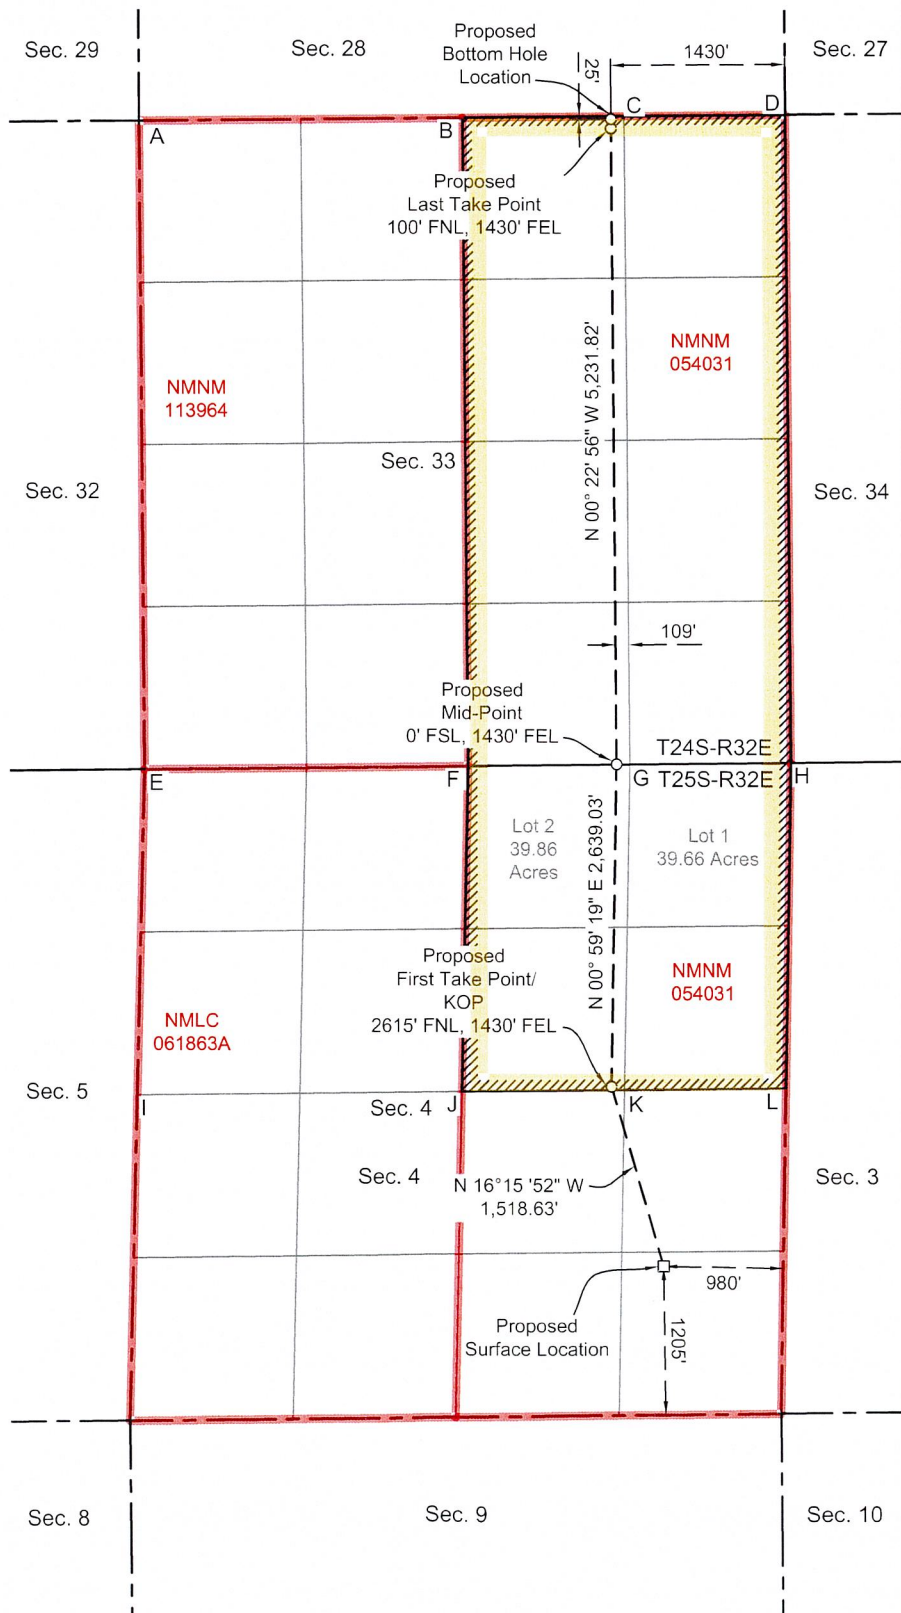 Sec. 29
Sec. 28
Proposed
Bottom Hole
Location
25'
1430'
Sec. 27
A
B
C
D
Proposed
Last Take Point
100' FNL, 1430' FEL
N 00° 22' 56" W 5,231.82'
NMNM
054031
NMNM
113964
Sec. 33
Sec. 32
Sec. 34
109'
Proposed
Mid-Point
0' FSL, 1430' FEL
T24S-R32E
E
F
G
T25S-R32E
H
Lot 2
39.86
Acres
Lot 1
39.66 Acres
N 00° 59' 19" E 2,639.03'
Proposed
First Take Point/
KOP
2615' FNL, 1430' FEL
NMNM
054031
NMLC
061863A
Sec. 5
I
Sec. 4
J
K
L
Sec. 4
N 16°15 '52" W
1,518.63'
Sec. 3
980'
Proposed
Surface Location
1205'
Sec. 8
Sec. 9
Sec. 10